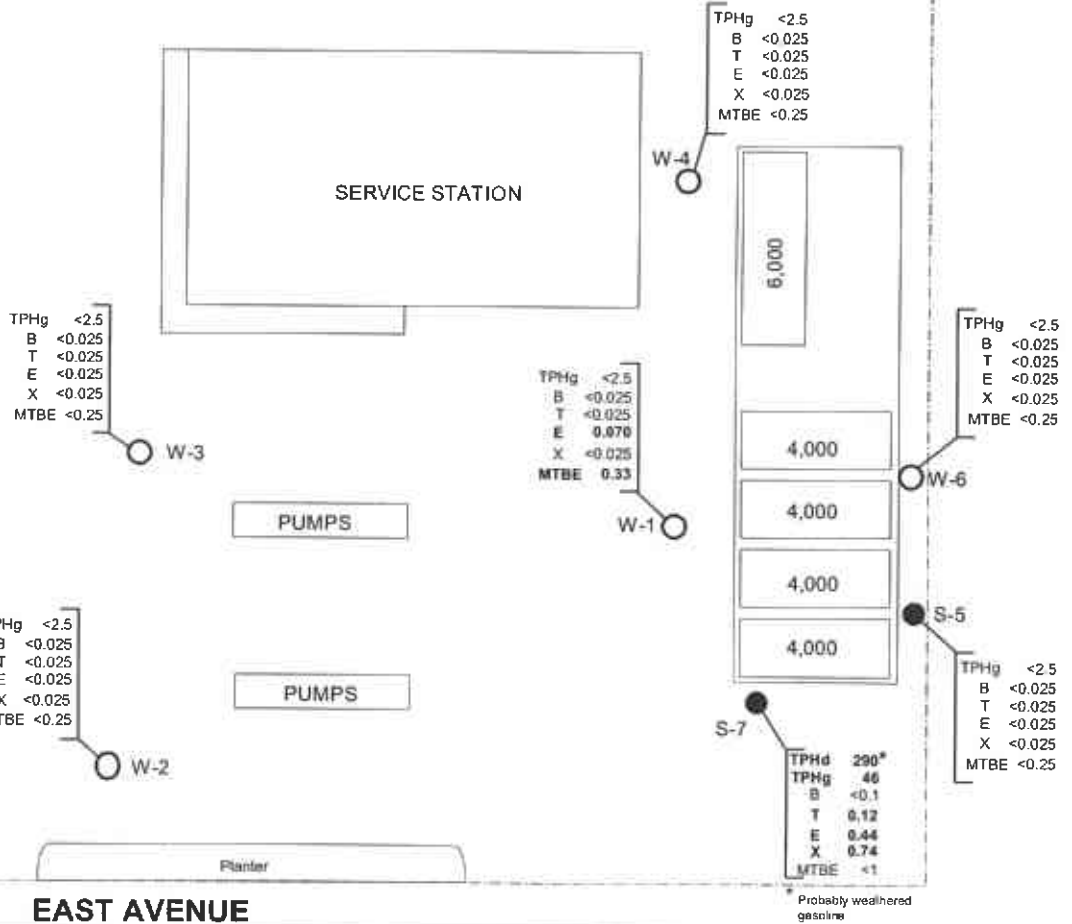 TPHg <2.5
B <0.025
T <0.025
E <0.025
X <0.025
MTBE <0.25
W-4
SERVICE STATION
6,000
TPHg <2.5
B <0.025
T <0.025
E <0.025
X <0.025
MTBE <0.25
W-3
TPHg <2.5
B <0.025
T <0.025
E 0.070
X <0.025
MTBE 0.33
W-1
TPHg <2.5
B <0.025
T <0.025
E <0.025
X <0.025
MTBE <0.25
W-6
4,000
4,000
4,000
4,000
PUMPS
PUMPS
S-5
TPHg <2.5
B <0.025
T <0.025
E <0.025
X <0.025
MTBE <0.25
PHg <2.5
B <0.025
T <0.025
E <0.025
X <0.025
TBE <0.25
W-2
S-7
TPHd 290*
TPHg 46
B <0.1
T 0.12
E 0.44
X 0.74
MTBE <1
* Probably weathered
gasoline
Planter
EAST AVENUE